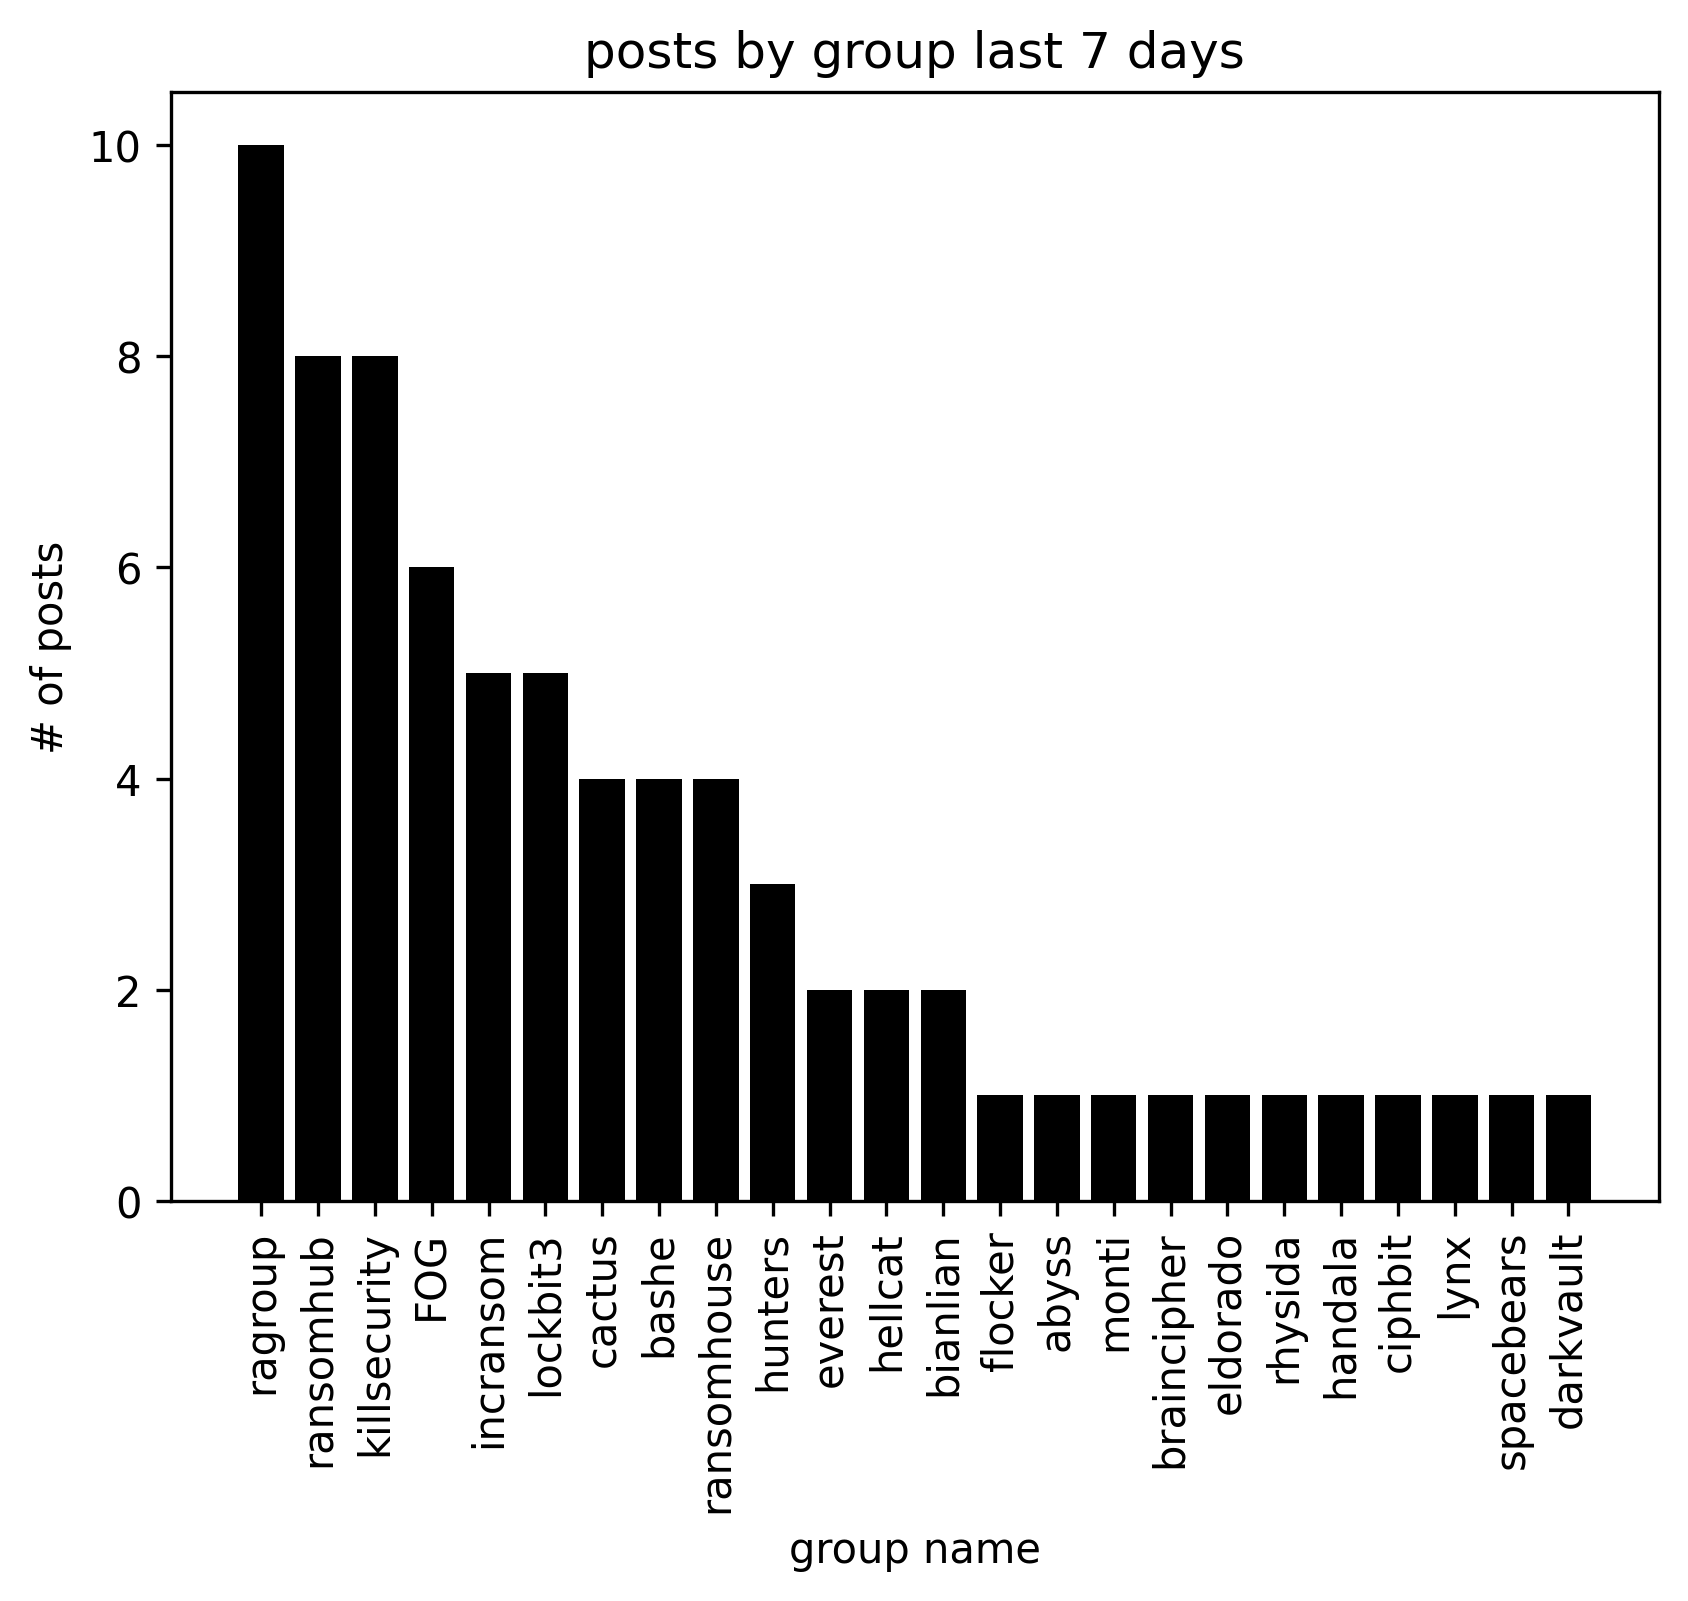 posts by group last 7 days
10
8
6
4
2
0
# of posts
ragroup
ransomhub
killsecurity
FOG
incransom
lockbit3
cactus
bashe
ransomhouse
hunters
everest
hellcat
bianlian
flocker
abyss
monti
braincipher
eldorado
rhysida
handala
ciphbit
lynx
spacebears
darkvault
group name